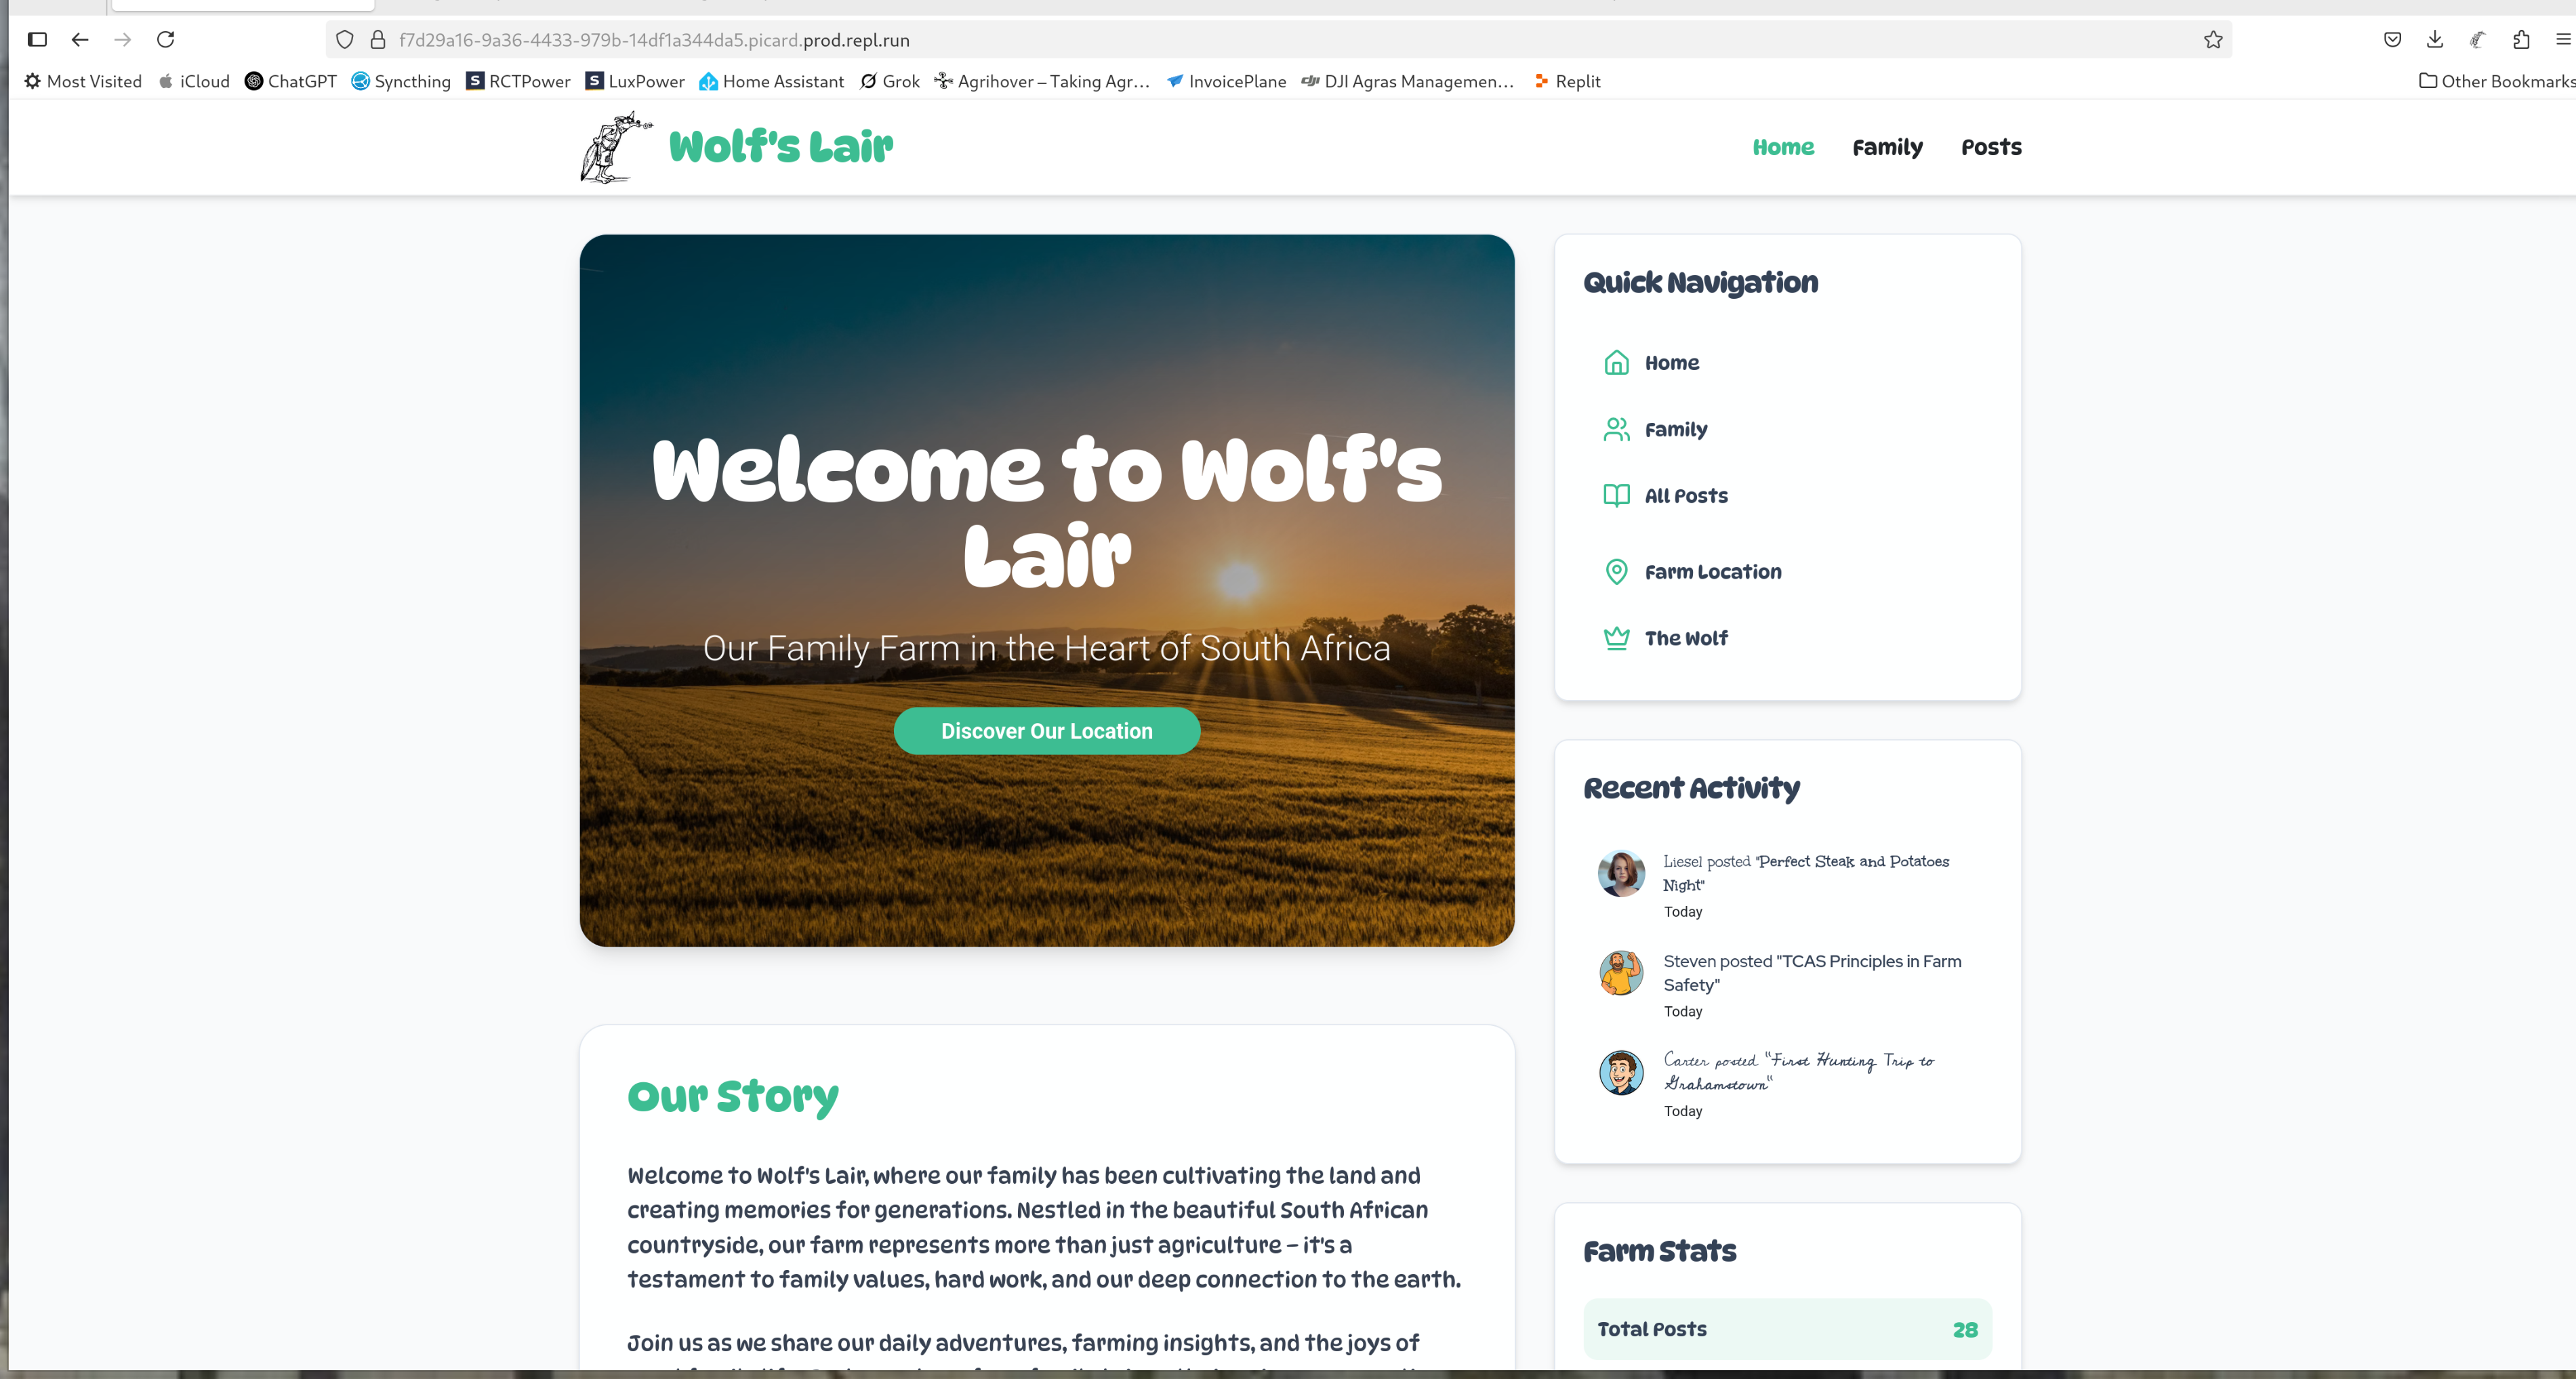 f7d29a16-9a36-4433-979b-14df1a344da5.picard.prod.repl.run
Most Visited
iCloud
ChatGPT
Syncthing
RCTPower
LuxPower
Home Assistant
Grok
Agrihover – Taking Agr…
InvoicePlane
DJI Agras Managemen…
Replit
Other Bookmarks
Wolf's Lair
Home
Family
Posts
Welcome to Wolf's
Lair
Our Family Farm in the Heart of South Africa
Discover Our Location
Our Story
Welcome to Wolf's Lair, where our family has been cultivating the land and
creating memories for generations. Nestled in the beautiful South African
countryside, our farm represents more than just agriculture – it's a
testament to family values, hard work, and our deep connection to the earth.
Join us as we share our daily adventures, farming insights, and the joys of
Quick Navigation
Home
Family
All Posts
Farm Location
The Wolf
Recent Activity
Liesel posted "Perfect Steak and Potatoes
Night"
Today
Steven posted "TCAS Principles in Farm
Safety"
Today
Carter posted "First Hunting Trip to
Grahamstown"
Today
Farm Stats
Total Posts
28